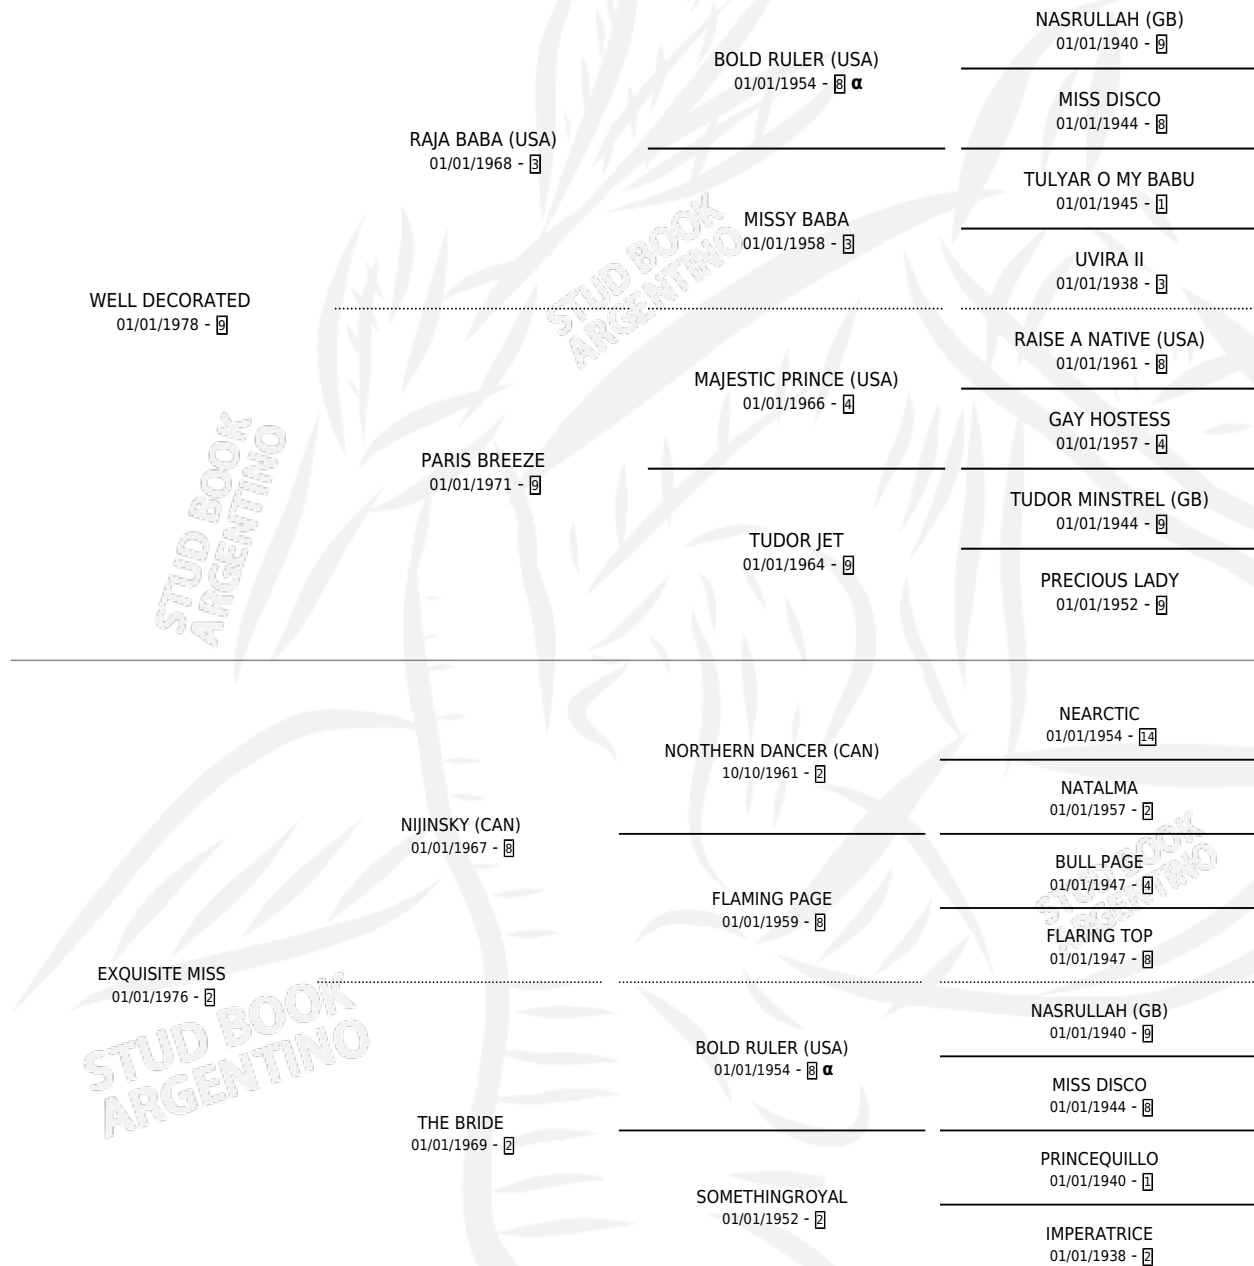 NASRULLAH (GB)
01/01/1940 - 9
BOLD RULER (USA)
01/01/1954 - 8 α
MISS DISCO
01/01/1944 - 8
RAJA BABA (USA)
01/01/1968 - 3
TULYAR O MY BABU
01/01/1945 - 1
MISSY BABA
01/01/1958 - 3
UVIRA II
01/01/1938 - 3
WELL DECORATED
01/01/1978 - 9
STUD BOOK
ARGENTINO
RAISE A NATIVE (USA)
01/01/1961 - 8
MAJESTIC PRINCE (USA)
01/01/1966 - 4
GAY HOSTESS
01/01/1957 - 4
PARIS BREEZE
01/01/1971 - 9
TUDOR MINSTREL (GB)
01/01/1944 - 9
TUDOR JET
01/01/1964 - 9
PRECIOUS LADY
01/01/1952 - 9
STUD BOOK
ARGENTINO
NEARCTIC
01/01/1954 - 14
NORTHERN DANCER (CAN)
10/10/1961 - 2
NATALMA
01/01/1957 - 2
NIJINSKY (CAN)
01/01/1967 - 8
BULL PAGE
01/01/1947 - 4
FLAMING PAGE
01/01/1959 - 8
FLARING TOP
01/01/1947 - 8
STUD BOOK
ARGENTINO
EXQUISITE MISS
01/01/1976 - 2
NASRULLAH (GB)
01/01/1940 - 9
BOLD RULER (USA)
01/01/1954 - 8 α
MISS DISCO
01/01/1944 - 8
THE BRIDE
01/01/1969 - 2
PRINCEQUILLO
01/01/1940 - 1
SOMETHINGROYAL
01/01/1952 - 2
IMPERATRICE
01/01/1938 - 2
STUD BOOK
ARGENTINO